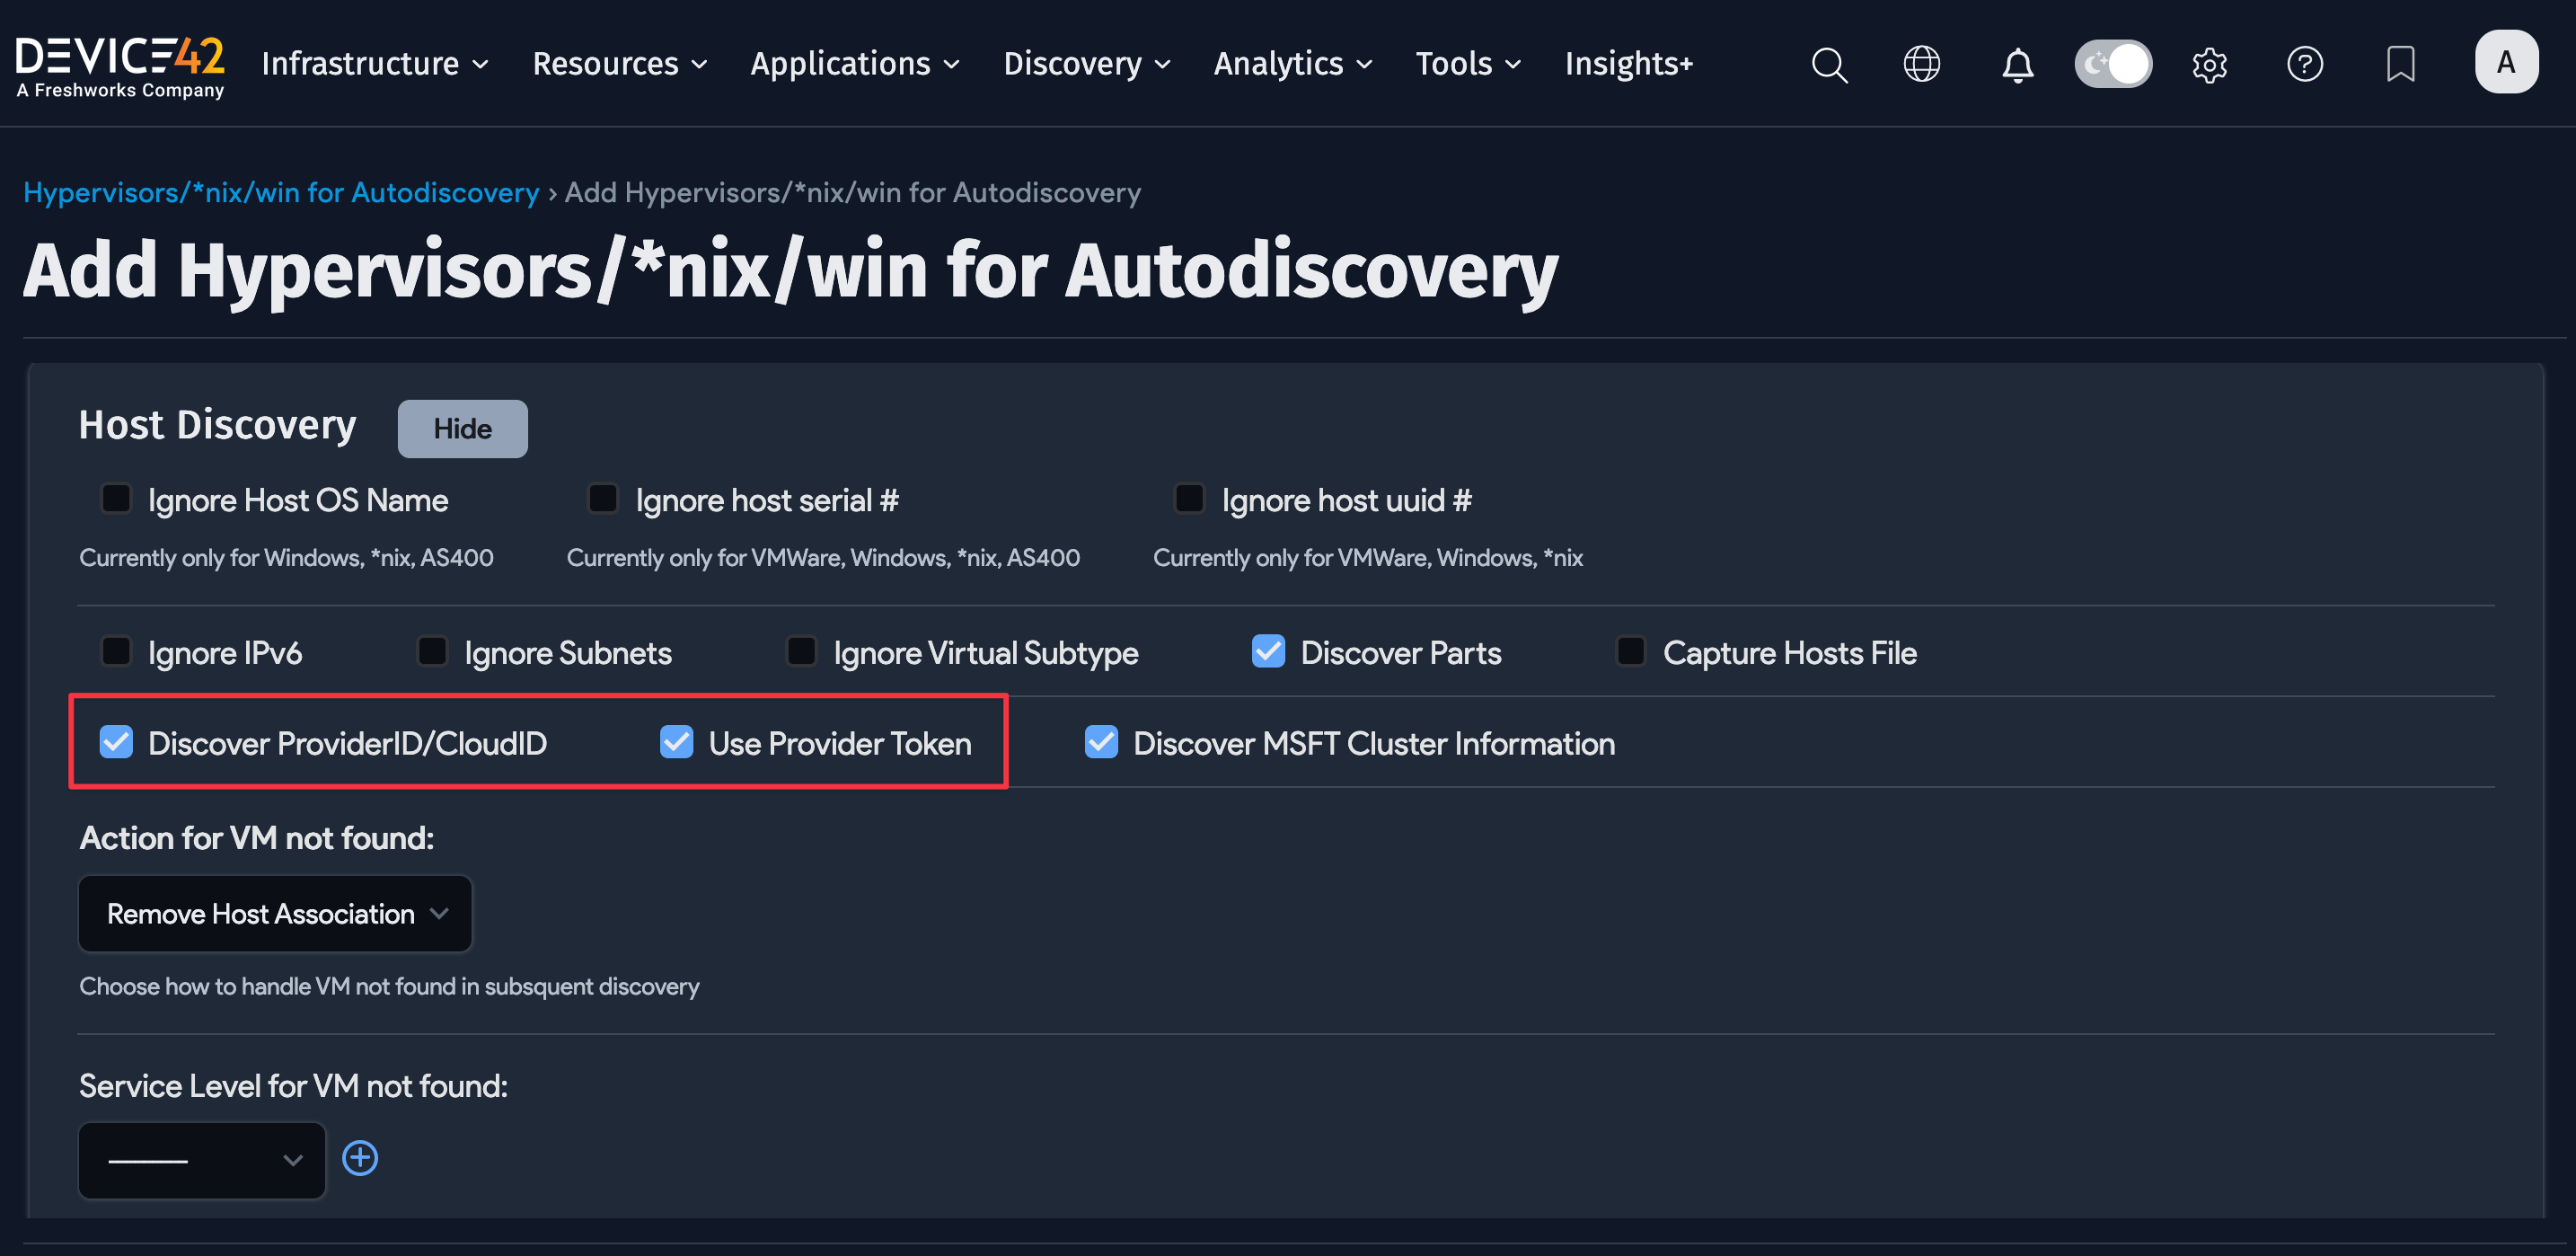 DEVICE42
A Freshworks Company
Infrastructure Resources Applications Discovery Analytics Tools Insights+ A
Hypervisors/*nix/win for Autodiscovery › Add Hypervisors/*nix/win for Autodiscovery
Add Hypervisors/*nix/win for Autodiscovery
Host Discovery Hide
Ignore Host OS Name Ignore host serial # Ignore host uuid #
Currently only for Windows, *nix, AS400 Currently only for VMWare, Windows, *nix, AS400 Currently only for VMWare, Windows, *nix
Ignore IPv6 Ignore Subnets Ignore Virtual Subtype Discover Parts Capture Hosts File
Discover ProviderID/CloudID Use Provider Token Discover MSFT Cluster Information
Action for VM not found:
Remove Host Association
Choose how to handle VM not found in subsquent discovery
Service Level for VM not found:
---------